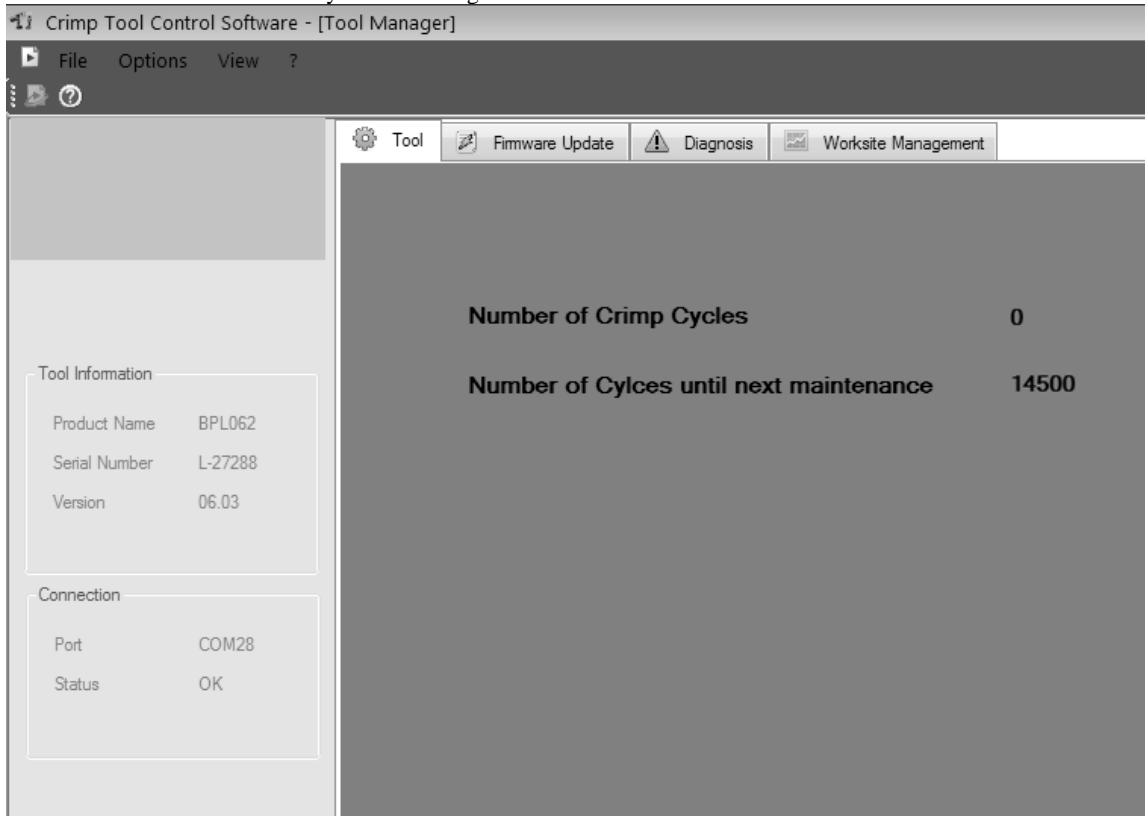 Crimp Tool Control Software - [Tool Manager]
File Options View ?
Tool Firmware Update Diagnosis Worksite Management
Number of Crimp Cycles 0
Number of Cylces until next maintenance 14500
Tool Information
Product Name BPL062
Serial Number L-27288
Version 06.03
Connection
Port COM28
Status OK